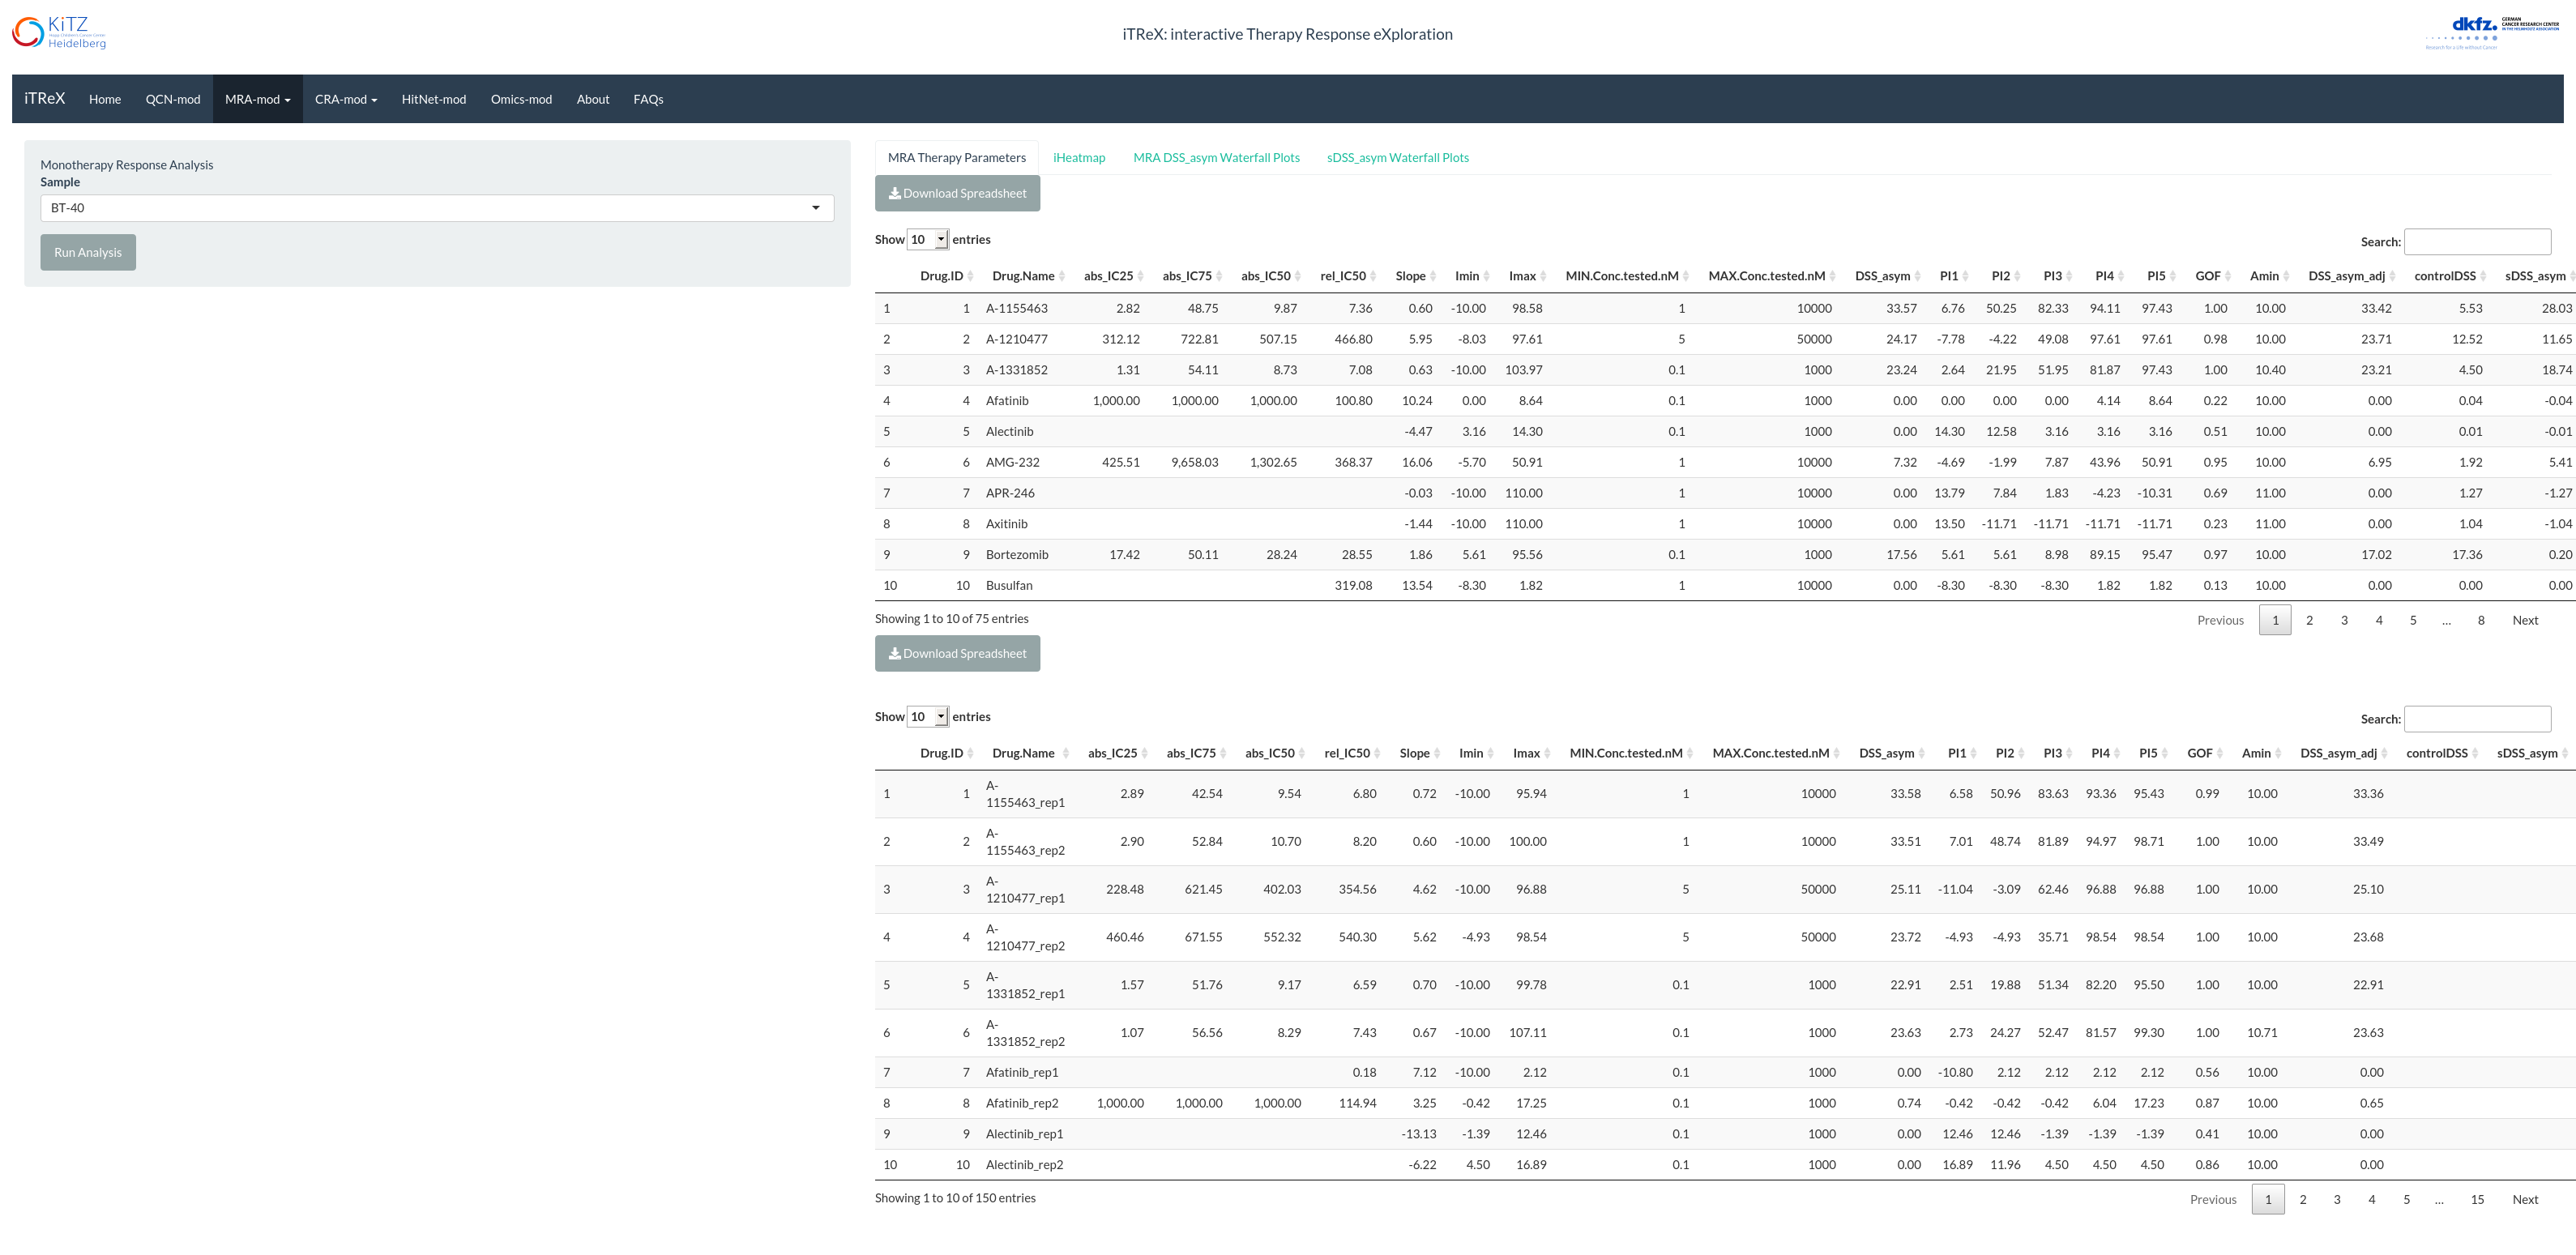 KiTZ
Heidelberg
iTReX: interactive Therapy Response eXploration
dkfz. GERMAN CANCER RESEARCH CENTER IN THE HELMHOLTZ ASSOCIATION
Research for a Life without Cancer
iTReX Home QCN-mod MRA-mod CRA-mod HitNet-mod Omics-mod About FAQs
Monotherapy Response Analysis
Sample
BT-40
Run Analysis
MRA Therapy Parameters iHeatmap MRA DSS_asym Waterfall Plots sDSS_asym Waterfall Plots
Download Spreadsheet
Show 10 entries Search:
Drug.ID Drug.Name abs_IC25 abs_IC75 abs_IC50 rel_IC50 Slope Imin Imax MIN.Conc.tested.nM MAX.Conc.tested.nM DSS_asym PI1 PI2 PI3 PI4 PI5 GOF Amin DSS_asym_adj controlDSS sDSS_asym
1 1 A-1155463 2.82 48.75 9.87 7.36 0.60 -10.00 98.58 1 10000 33.57 6.76 50.25 82.33 94.11 97.43 1.00 10.00 33.42 5.53 28.03
2 2 A-1210477 312.12 722.81 507.15 466.80 5.95 -8.03 97.61 5 50000 24.17 -7.78 -4.22 49.08 97.61 97.61 0.98 10.00 23.71 12.52 11.65
3 3 A-1331852 1.31 54.11 8.73 7.08 0.63 -10.00 103.97 0.1 1000 23.24 2.64 21.95 51.95 81.87 97.43 1.00 10.40 23.21 4.50 18.74
4 4 Afatinib 1,000.00 1,000.00 1,000.00 100.80 10.24 0.00 8.64 0.1 1000 0.00 0.00 0.00 0.00 4.14 8.64 0.22 10.00 0.00 0.04 -0.04
5 5 Alectinib -4.47 3.16 14.30 0.1 1000 0.00 14.30 12.58 3.16 3.16 3.16 0.51 10.00 0.00 0.01 -0.01
6 6 AMG-232 425.51 9,658.03 1,302.65 368.37 16.06 -5.70 50.91 1 10000 7.32 -4.69 -1.99 7.87 43.96 50.91 0.95 10.00 6.95 1.92 5.41
7 7 APR-246 -0.03 -10.00 110.00 1 10000 0.00 13.79 7.84 1.83 -4.23 -10.31 0.69 11.00 0.00 1.27 -1.27
8 8 Axitinib -1.44 -10.00 110.00 1 10000 0.00 13.50 -11.71 -11.71 -11.71 -11.71 0.23 11.00 0.00 1.04 -1.04
9 9 Bortezomib 17.42 50.11 28.24 28.55 1.86 5.61 95.56 0.1 1000 17.56 5.61 5.61 8.98 89.15 95.47 0.97 10.00 17.02 17.36 0.20
10 10 Busulfan 319.08 13.54 -8.30 1.82 1 10000 0.00 -8.30 -8.30 -8.30 1.82 1.82 0.13 10.00 0.00 0.00 0.00
Showing 1 to 10 of 75 entries Previous 1 2 3 4 5 … 8 Next
Download Spreadsheet
Show 10 entries Search:
Drug.ID Drug.Name abs_IC25 abs_IC75 abs_IC50 rel_IC50 Slope Imin Imax MIN.Conc.tested.nM MAX.Conc.tested.nM DSS_asym PI1 PI2 PI3 PI4 PI5 GOF Amin DSS_asym_adj controlDSS sDSS_asym
1 1 A-1155463_rep1 2.89 42.54 9.54 6.80 0.72 -10.00 95.94 1 10000 33.58 6.58 50.96 83.63 93.36 95.43 0.99 10.00 33.36
2 2 A-1155463_rep2 2.90 52.84 10.70 8.20 0.60 -10.00 100.00 1 10000 33.51 7.01 48.74 81.89 94.97 98.71 1.00 10.00 33.49
3 3 A-1210477_rep1 228.48 621.45 402.03 354.56 4.62 -10.00 96.88 5 50000 25.11 -11.04 -3.09 62.46 96.88 96.88 1.00 10.00 25.10
4 4 A-1210477_rep2 460.46 671.55 552.32 540.30 5.62 -4.93 98.54 5 50000 23.72 -4.93 -4.93 35.71 98.54 98.54 1.00 10.00 23.68
5 5 A-1331852_rep1 1.57 51.76 9.17 6.59 0.70 -10.00 99.78 0.1 1000 22.91 2.51 19.88 51.34 82.20 95.50 1.00 10.00 22.91
6 6 A-1331852_rep2 1.07 56.56 8.29 7.43 0.67 -10.00 107.11 0.1 1000 23.63 2.73 24.27 52.47 81.57 99.30 1.00 10.71 23.63
7 7 Afatinib_rep1 0.18 7.12 -10.00 2.12 0.1 1000 0.00 -10.80 2.12 2.12 2.12 2.12 0.56 10.00 0.00
8 8 Afatinib_rep2 1,000.00 1,000.00 1,000.00 114.94 3.25 -0.42 17.25 0.1 1000 0.74 -0.42 -0.42 -0.42 6.04 17.23 0.87 10.00 0.65
9 9 Alectinib_rep1 -13.13 -1.39 12.46 0.1 1000 0.00 12.46 12.46 -1.39 -1.39 -1.39 0.41 10.00 0.00
10 10 Alectinib_rep2 -6.22 4.50 16.89 0.1 1000 0.00 16.89 11.96 4.50 4.50 4.50 0.86 10.00 0.00
Showing 1 to 10 of 150 entries Previous 1 2 3 4 5 … 15 Next